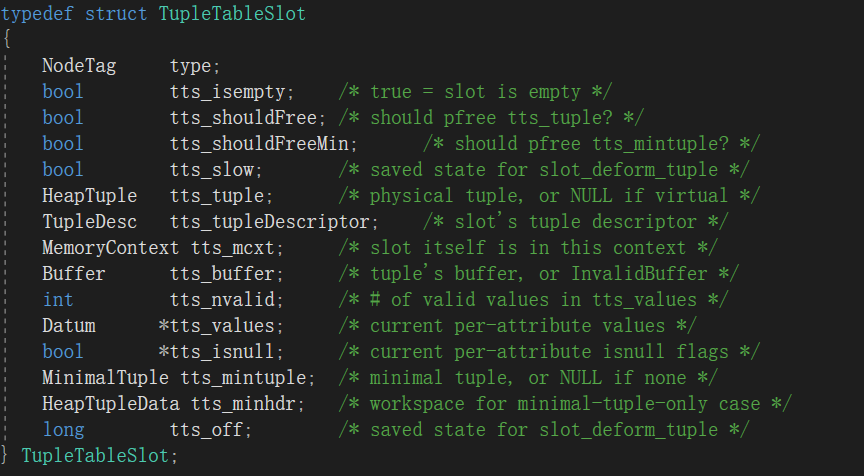 typedef struct TupleTableSlot
{
NodeTag type;
bool tts_isempty; /* true = slot is empty */
bool tts_shouldFree; /* should pfree tts_tuple? */
bool tts_shouldFreeMin; /* should pfree tts_mintuple? */
bool tts_slow; /* saved state for slot_deform_tuple */
HeapTuple tts_tuple; /* physical tuple, or NULL if virtual */
TupleDesc tts_tupleDescriptor; /* slot's tuple descriptor */
MemoryContext tts_mcxt; /* slot itself is in this context */
Buffer tts_buffer; /* tuple's buffer, or InvalidBuffer */
int tts_nvalid; /* # of valid values in tts_values */
Datum *tts_values; /* current per-attribute values */
bool *tts_isnull; /* current per-attribute isnull flags */
MinimalTuple tts_mintuple; /* minimal tuple, or NULL if none */
HeapTupleData tts_minhdr; /* workspace for minimal-tuple-only case */
long tts_off; /* saved state for slot_deform_tuple */
} TupleTableSlot;